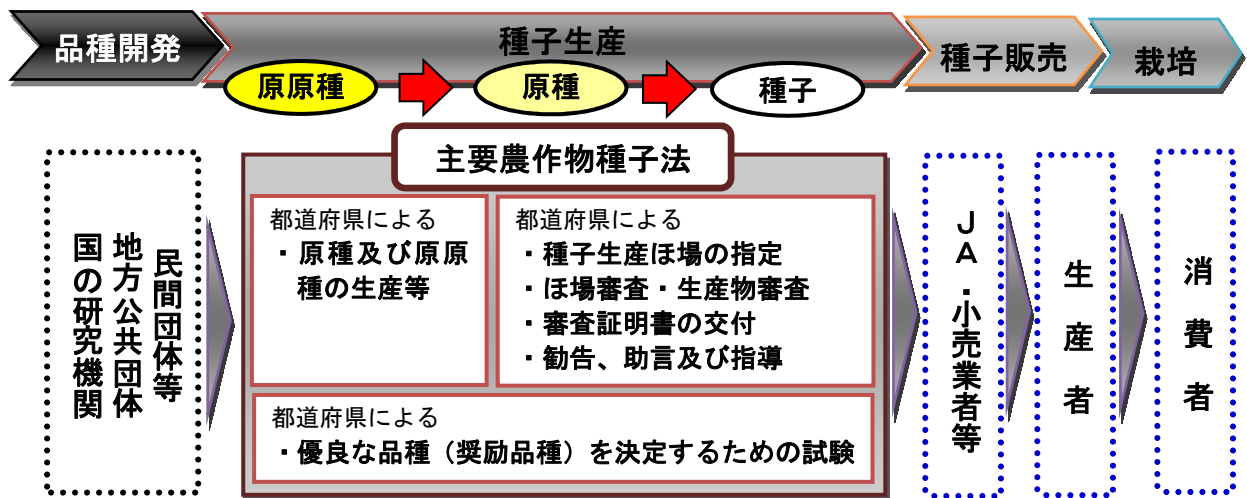 品種開発
種子生産
種子販売
栽培
原原種
原種
種子
主要農作物種子法
民間団体等
地方公共団体
国の研究機関
都道府県による
・原種及び原原
種の生産等
都道府県による
・種子生産ほ場の指定
・ほ場審査・生産物審査
・審査証明書の交付
・勧告、助言及び指導
都道府県による
・優良な品種（奨励品種）を決定するための試験
ＪＡ・小売業者等
生産者
消費者